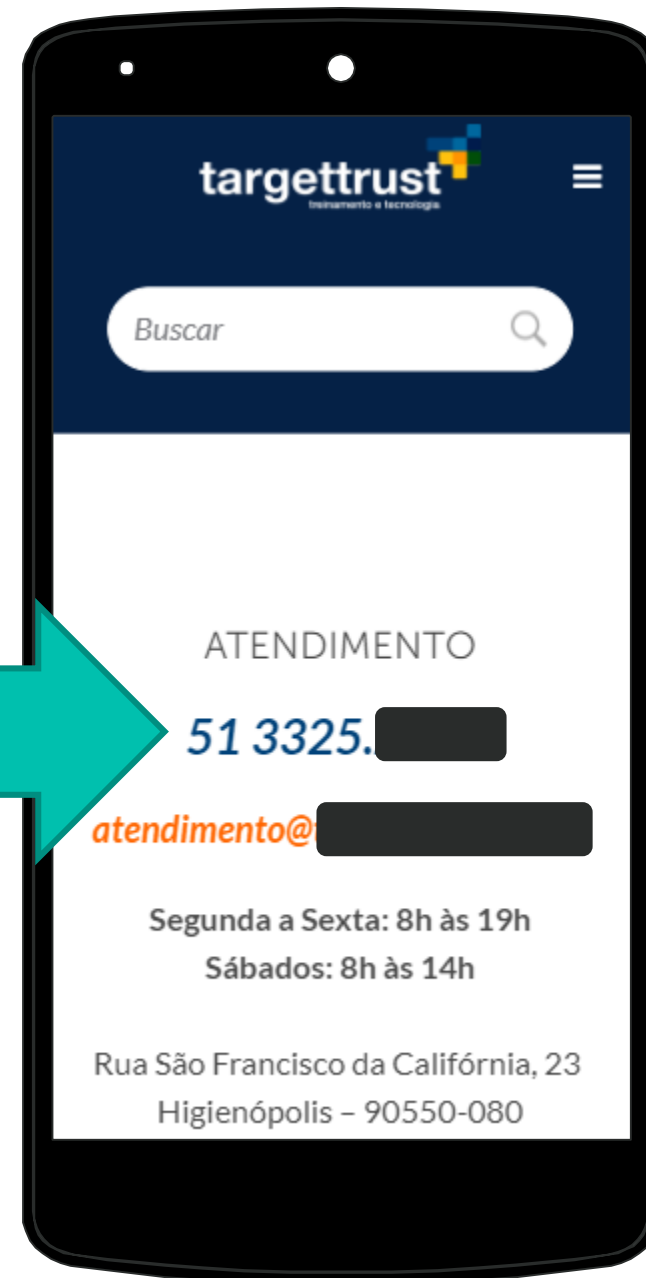 targettrust
treinamento e tecnologia
Buscar
ATENDIMENTO
51 3325.
atendimento@
Segunda a Sexta: 8h às 19h
Sábados: 8h às 14h
Rua São Francisco da Califórnia, 23
Higienópolis – 90550-080